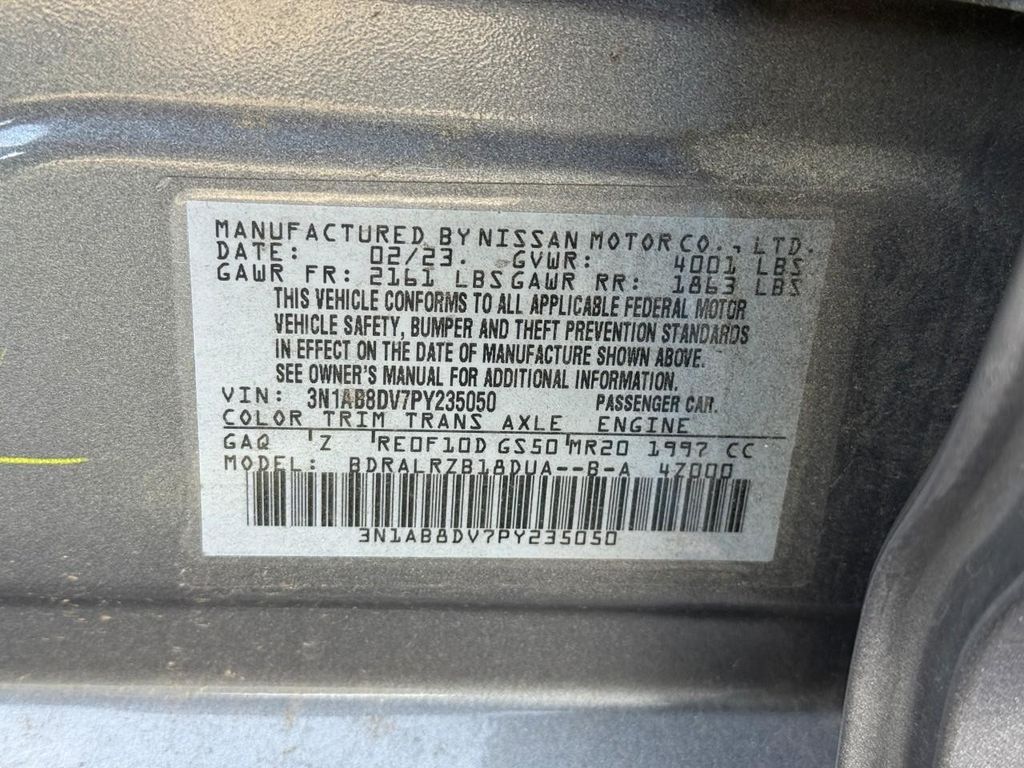 MANUFACTURED BY NISSAN MOTOR CO., LTD.
DATE: 02/23. GVWR: 4001 LBS
GAWR FR: 2161 LBS GAWR RR: 1863 LBS
THIS VEHICLE CONFORMS TO ALL APPLICABLE FEDERAL MOTOR
VEHICLE SAFETY, BUMPER AND THEFT PREVENTION STANDARDS
IN EFFECT ON THE DATE OF MANUFACTURE SHOWN ABOVE.
SEE OWNER'S MANUAL FOR ADDITIONAL INFORMATION.
VIN: 3N1AB8DV7PY235050 PASSENGER CAR.
COLOR TRIM TRANS AXLE ENGINE
GAQ Z RE0F10D GS50 MR20 1997 CC
MODEL: BDRALRZB18DUA--B-A 4Z000
3N1AB8DV7PY235050